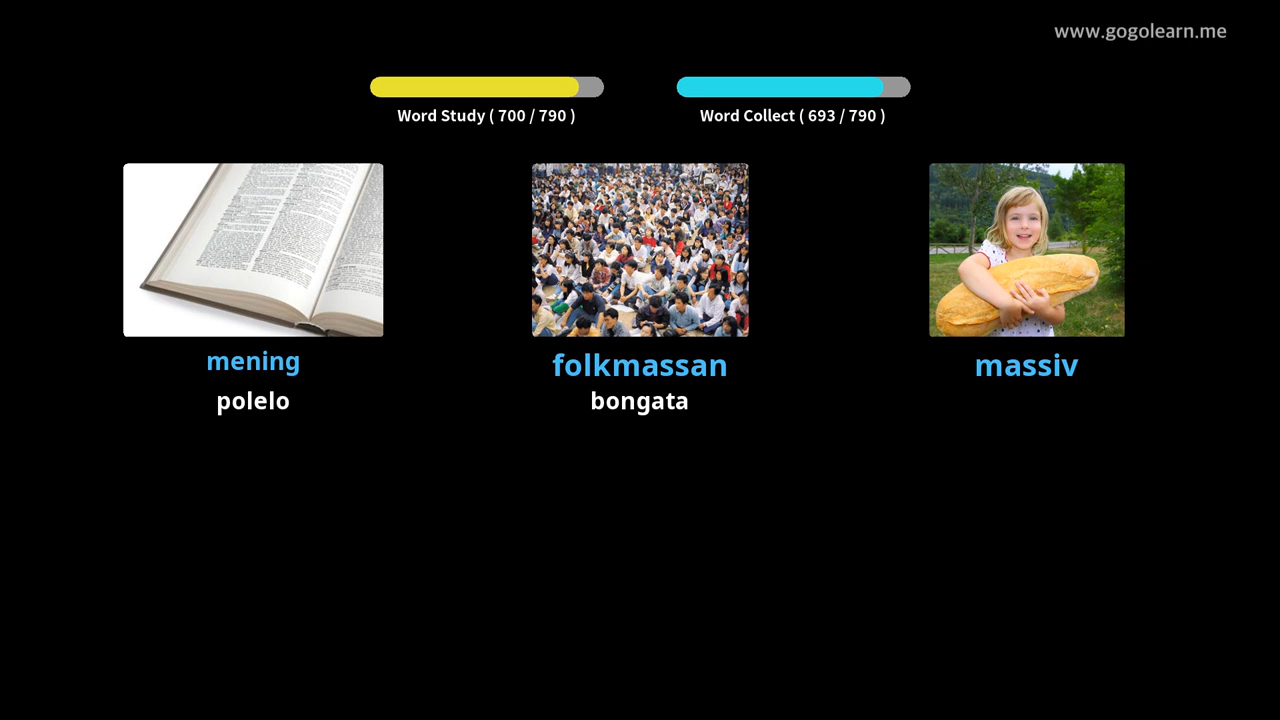 www.gogolearn.me
Word Study ( 700 / 790 )
Word Collect ( 693 / 790 )
mening
folkmassan
massiv
polelo
bongata